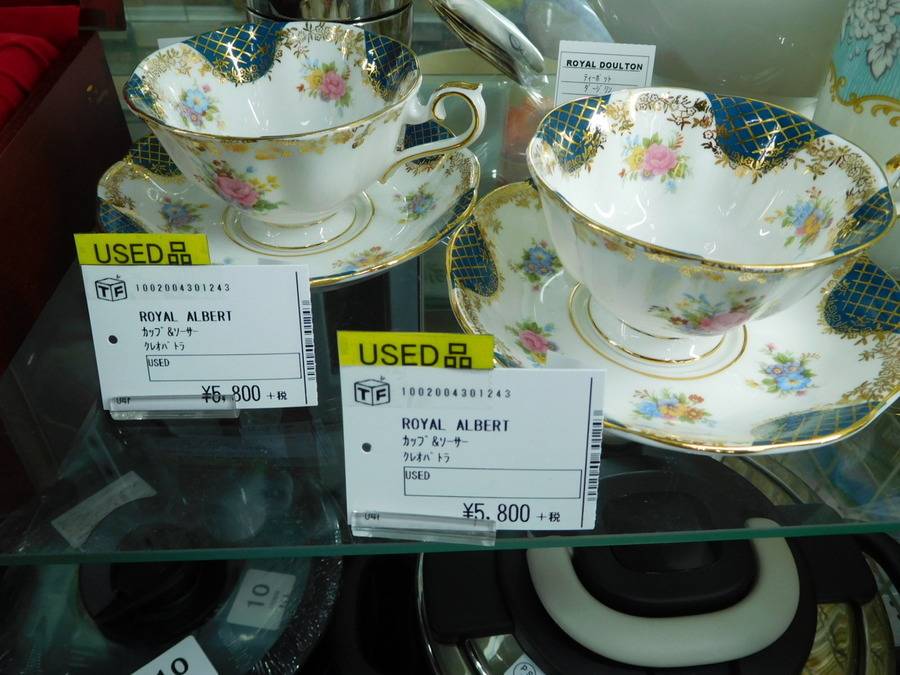 ROYAL DOULTON
ティーポット
USED品
TF 1002004301243
ROYAL ALBERT
カップ&ソーサー
クレオパトラ
USED
¥5,800 +税
USED品
TF 1002004301243
ROYAL ALBERT
カップ&ソーサー
クレオパトラ
USED
¥5,800 +税
10
10